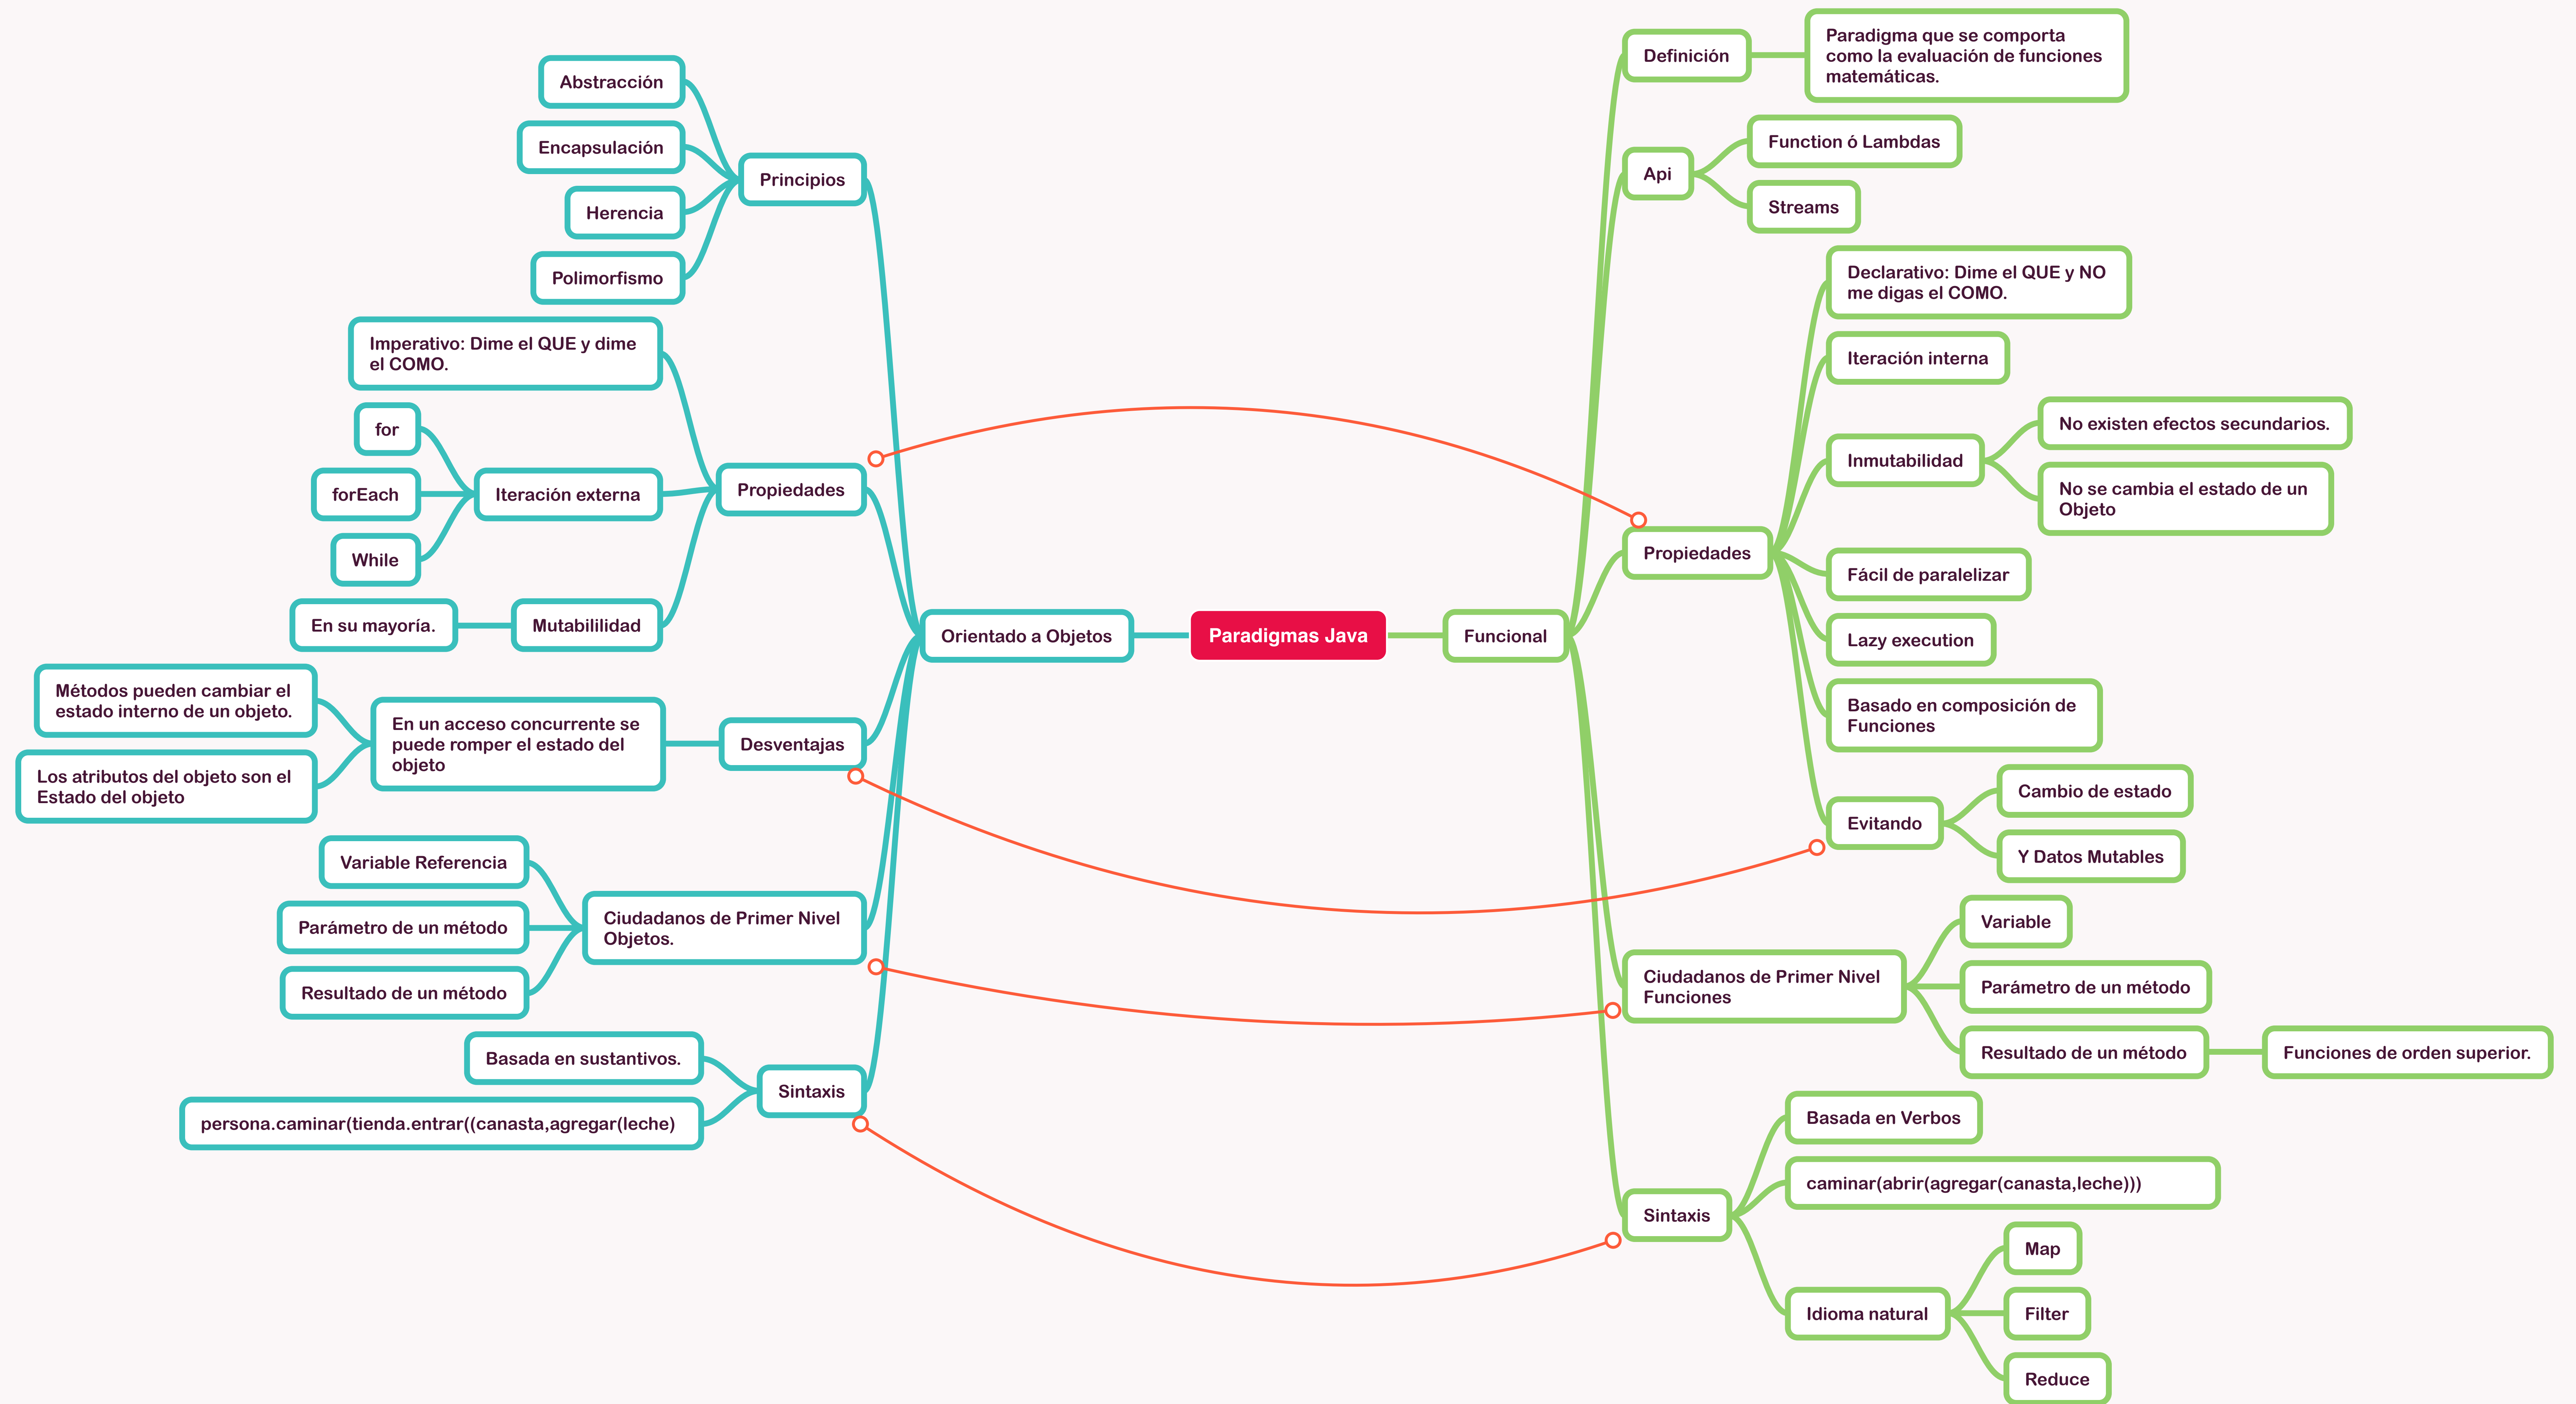 Paradigmas Java
Orientado a Objetos
Principios
Abstracción
Encapsulación
Herencia
Polimorfismo
Propiedades
Imperativo: Dime el QUE y dime
el COMO.
Iteración externa
for
forEach
While
Mutabililidad
En su mayoría.
Desventajas
En un acceso concurrente se
puede romper el estado del
objeto
Métodos pueden cambiar el
estado interno de un objeto.
Los atributos del objeto son el
Estado del objeto
Ciudadanos de Primer Nivel
Objetos.
Variable Referencia
Parámetro de un método
Resultado de un método
Sintaxis
Basada en sustantivos.
persona.caminar(tienda.entrar((canasta,agregar(leche)
Funcional
Definición
Paradigma que se comporta
como la evaluación de funciones
matemáticas.
Api
Function ó Lambdas
Streams
Propiedades
Declarativo: Dime el QUE y NO
me digas el COMO.
Iteración interna
Inmutabilidad
No existen efectos secundarios.
No se cambia el estado de un
Objeto
Fácil de paralelizar
Lazy execution
Basado en composición de
Funciones
Evitando
Cambio de estado
Y Datos Mutables
Ciudadanos de Primer Nivel
Funciones
Variable
Parámetro de un método
Resultado de un método
Funciones de orden superior.
Sintaxis
Basada en Verbos
caminar(abrir(agregar(canasta,leche)))
Idioma natural
Map
Filter
Reduce